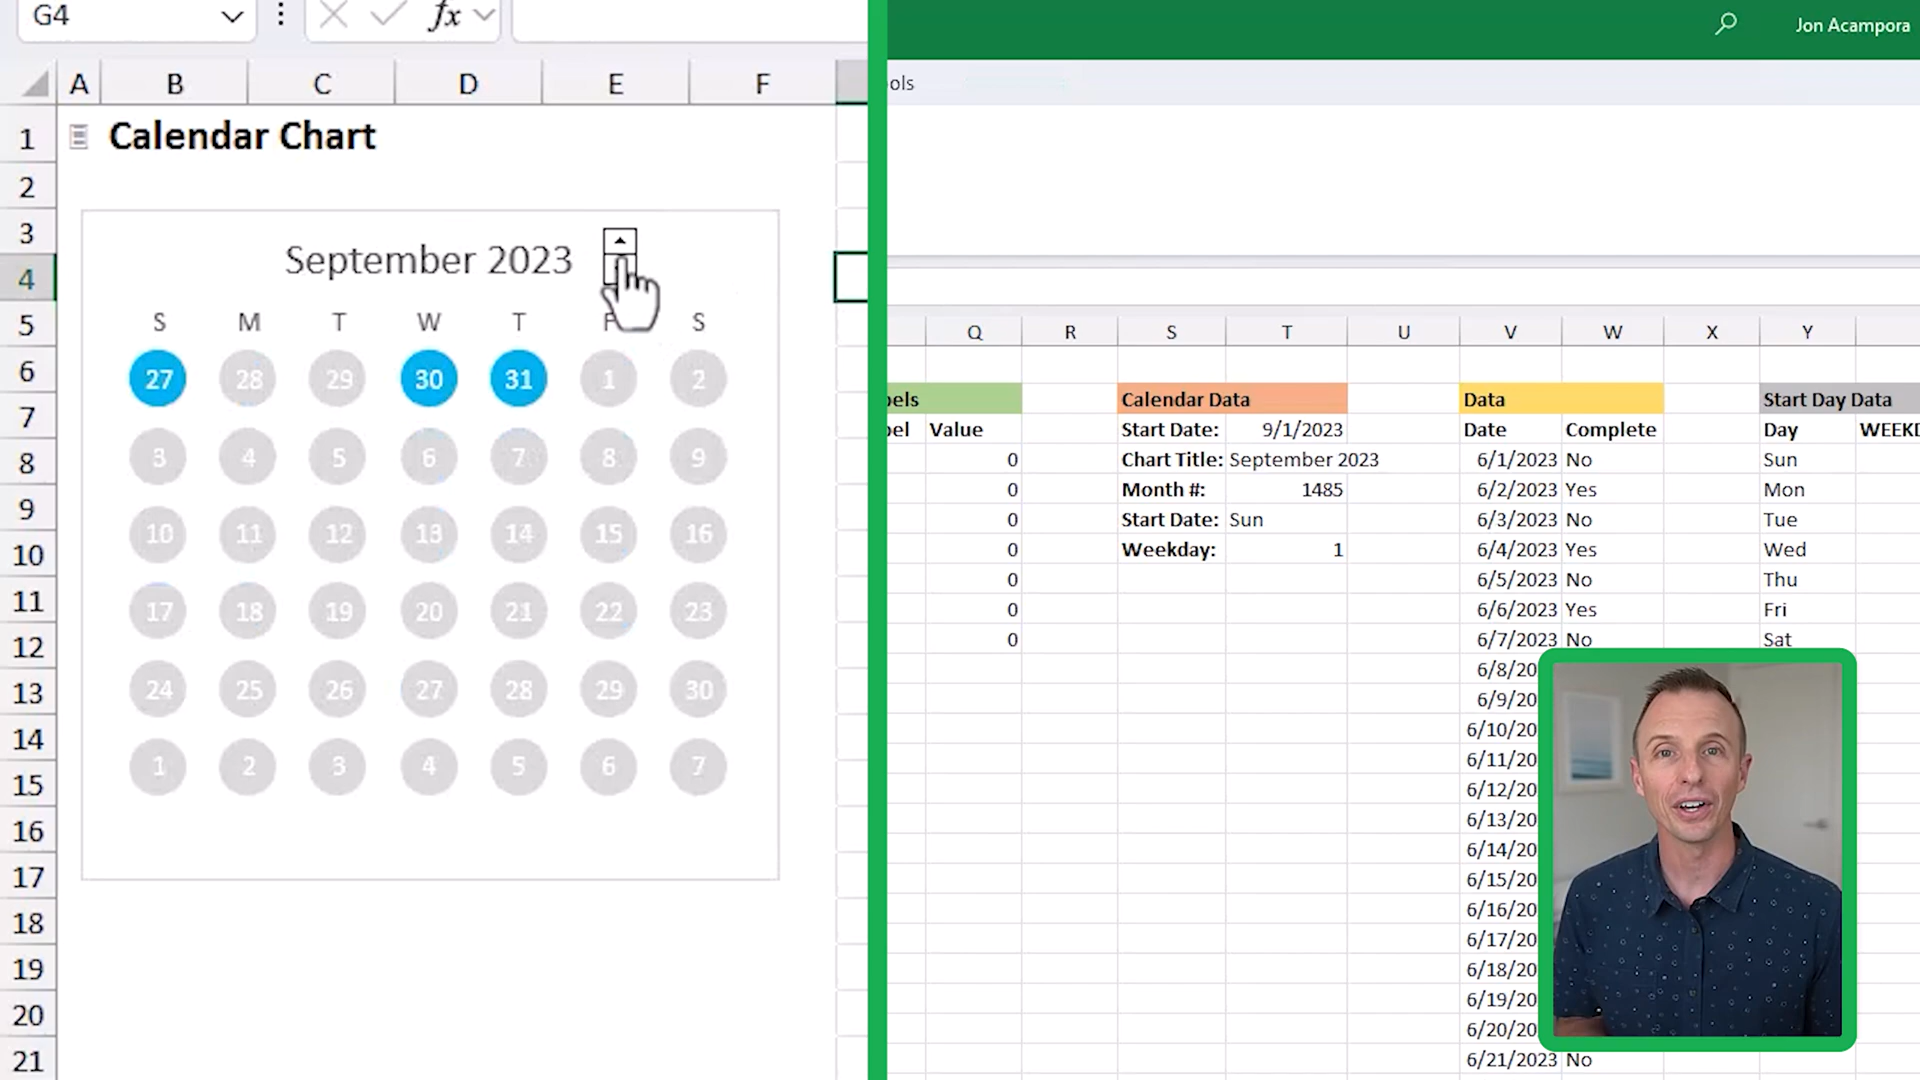 G4
fx
A B C D E F
1 Calendar Chart
2
3
4
5
6
7
8
9
10
11
12
13
14
15
16
17
18
19
20
21
September 2023
S M T W T F S
27 28 29 30 31 1 2
3 4 5 6 7 8 9
10 11 12 13 14 15 16
17 18 19 20 21 22 23
24 25 26 27 28 29 30
1 2 3 4 5 6 7
Jon Acampora
ols
Q R S T U V W X Y
bels Calendar Data Data Start Day Data
bel Value Start Date: 9/1/2023 Date Complete Day WEEKD
0 Chart Title: September 2023 6/1/2023 No Sun
0 Month #: 1485 6/2/2023 Yes Mon
0 Start Date: Sun 6/3/2023 No Tue
0 Weekday: 1 6/4/2023 Yes Wed
0 6/5/2023 No Thu
0 6/6/2023 Yes Fri
0 6/7/2023 No Sat
6/8/20
6/9/20
6/10/20
6/11/20
6/12/20
6/13/20
6/14/20
6/15/20
6/16/20
6/17/20
6/18/20
6/19/20
6/20/20
6/21/2023 No